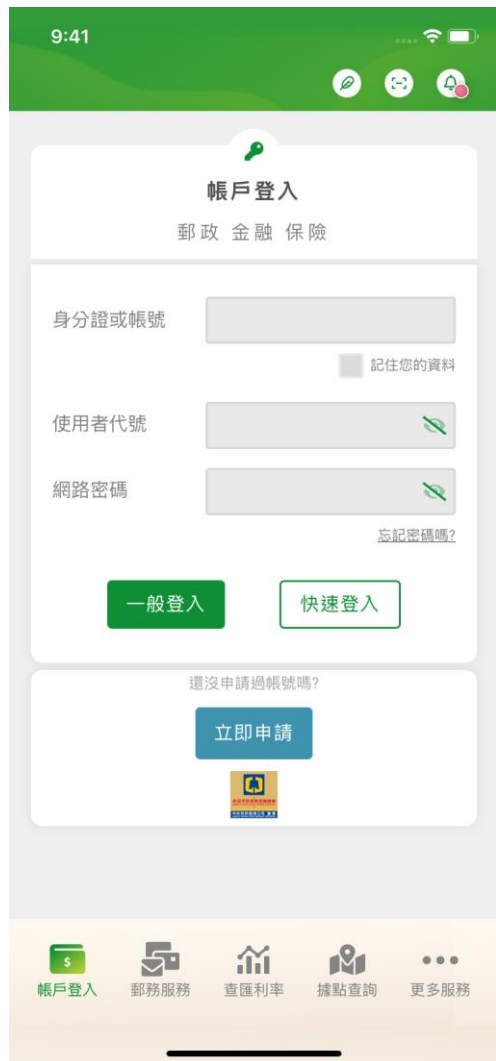 9:41
帳戶登入
郵政 金融 保險
身分證或帳號
記住您的資料
使用者代號
網路密碼
忘記密碼嗎?
一般登入
快速登入
還沒申請過帳號嗎?
立即申請
$
帳戶登入
郵務服務
查匯利率
據點查詢
更多服務